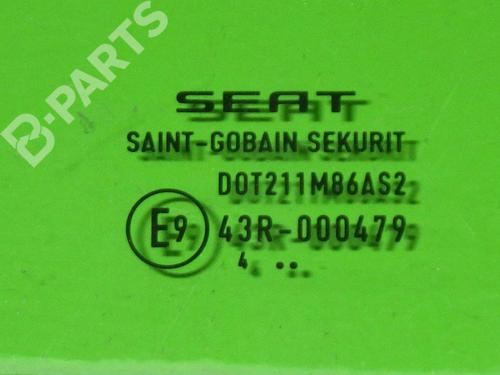 B-PARTS
SEAT
SAINT-GOBAIN SEKURIT
DOT211M86AS2
E9 43R-000479
4 ..